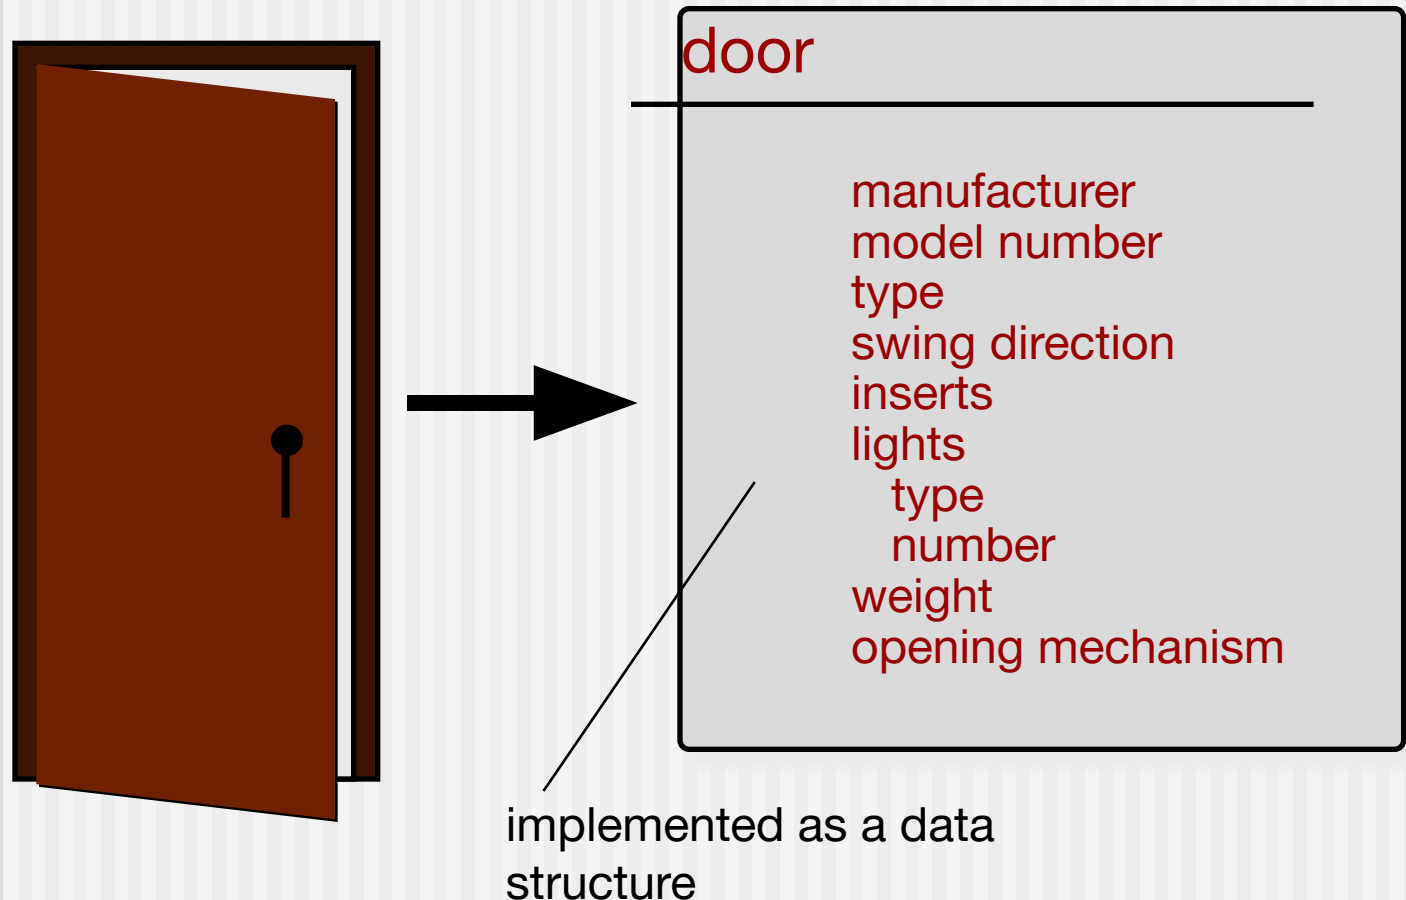 door
manufacturer
model number
type
swing direction
inserts
lights
type
number
weight
opening mechanism
implemented as a data
structure